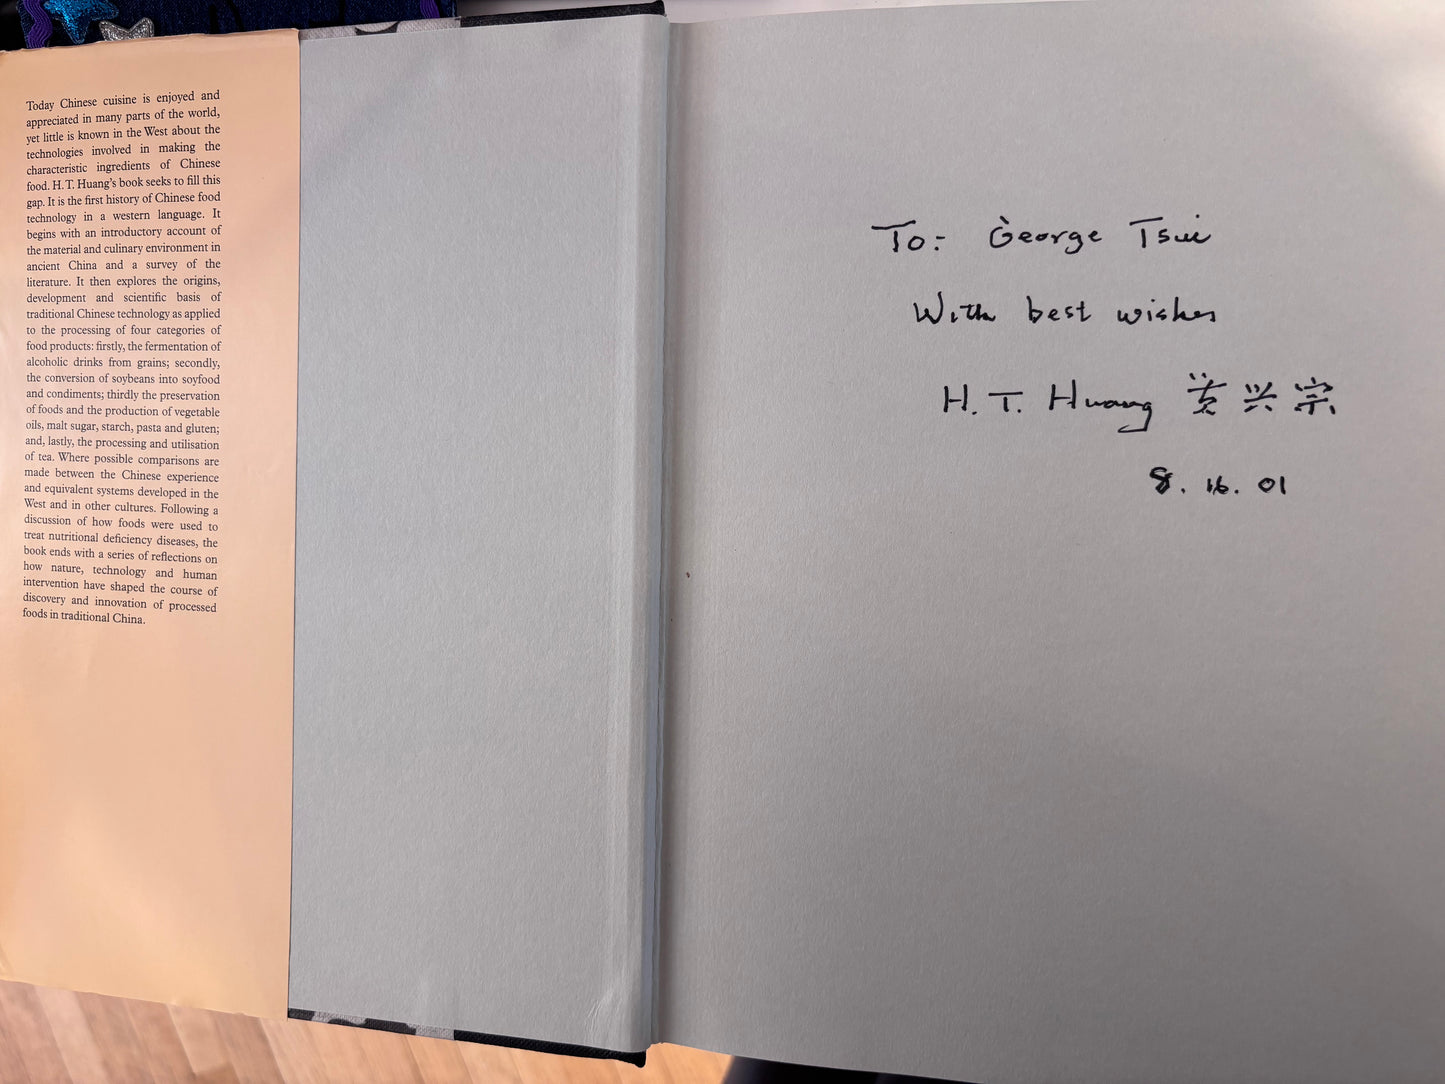 Today Chinese cuisine is enjoyed and
appreciated in many parts of the world,
yet little is known in the West about the
technologies involved in making the
characteristic ingredients of Chinese
food. H. T. Huang's book seeks to fill this
gap. It is the first history of Chinese food
technology in a western language. It
begins with an introductory account of
the material and culinary environment in
ancient China and a survey of the
literature. It then explores the origins,
development and scientific basis of
traditional Chinese technology as applied
to the processing of four categories of
food products: firstly, the fermentation of
alcoholic drinks from grains; secondly,
the conversion of soybeans into soyfood
and condiments; thirdly the preservation
of foods and the production of vegetable
oils, malt sugar, starch, pasta and gluten;
and, lastly, the processing and utilisation
of tea. Where possible comparisons are
made between the Chinese experience
and equivalent systems developed in the
West and in other cultures. Following a
discussion of how foods were used to
treat nutritional deficiency diseases, the
book ends with a series of reflections on
how nature, technology and human
intervention have shaped the course of
discovery and innovation of processed
foods in traditional China.
To: George Tsui
With best wishes
H. T. Huang 黄兴宗
8. 16. 01